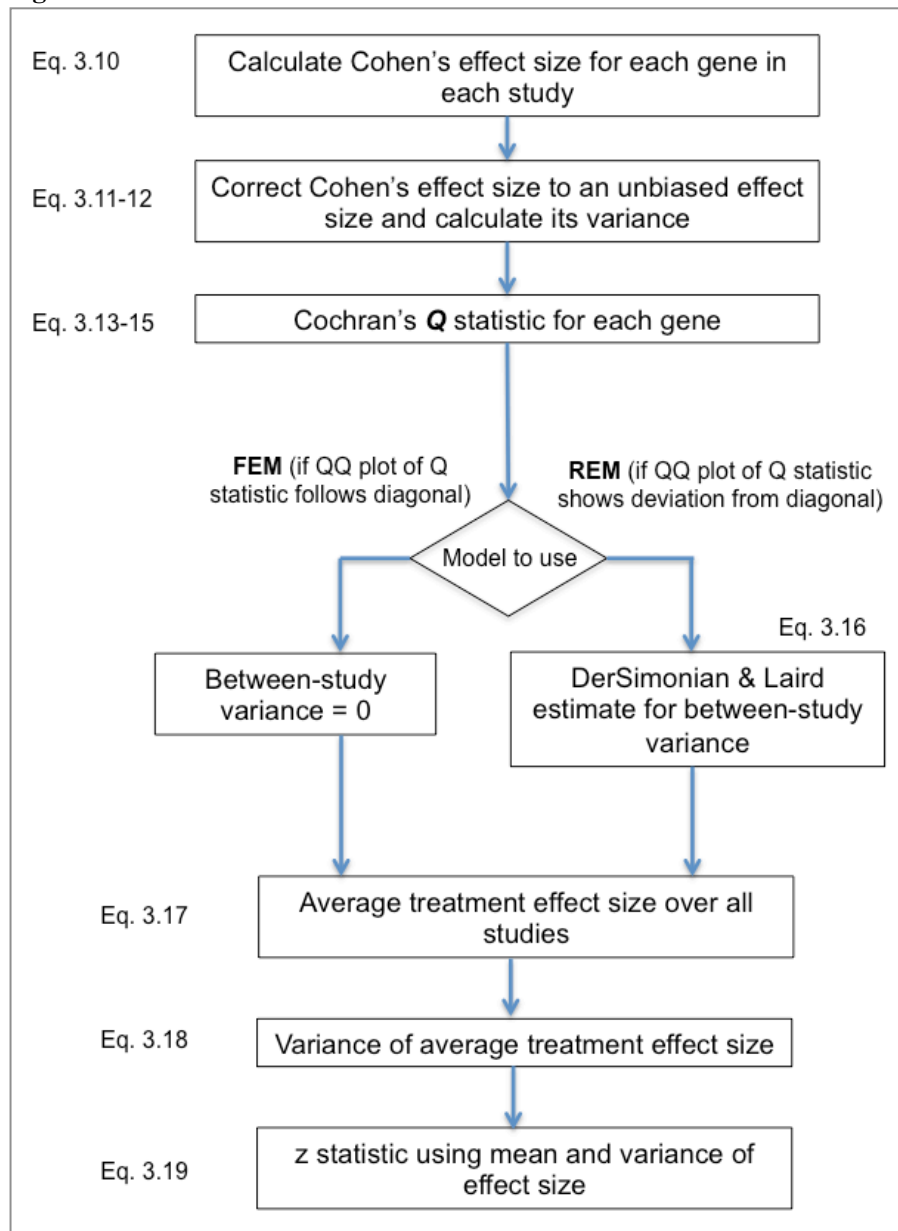 Eq. 3.10
Calculate Cohen's effect size for each gene in
each study
Eq. 3.11-12
Correct Cohen's effect size to an unbiased effect
size and calculate its variance
Eq. 3.13-15
Cochran's Q statistic for each gene
FEM (if QQ plot of Q
statistic follows diagonal)
REM (if QQ plot of Q statistic
shows deviation from diagonal)
Model to use
Eq. 3.16
Between-study
variance = 0
DerSimonian & Laird
estimate for between-study
variance
Eq. 3.17
Average treatment effect size over all
studies
Eq. 3.18
Variance of average treatment effect size
Eq. 3.19
z statistic using mean and variance of
effect size